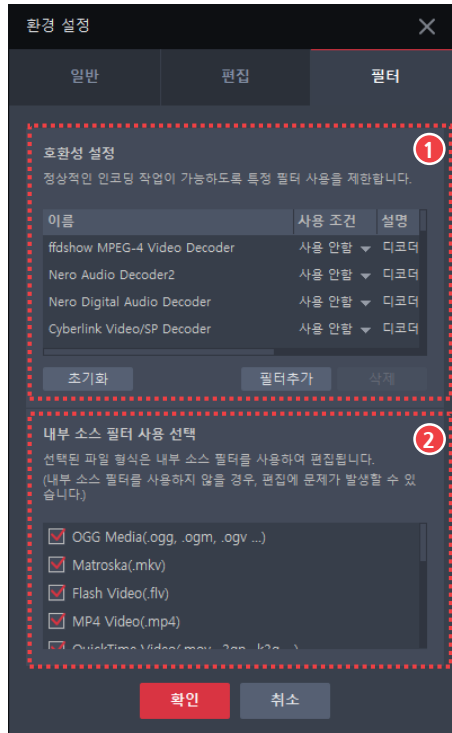 환경 설정
일반 편집 필터
1
호환성 설정
정상적인 인코딩 작업이 가능하도록 특정 필터 사용을 제한합니다.
이름 사용 조건 설명
ffdshow MPEG-4 Video Decoder 사용 안함 디코더
Nero Audio Decoder2 사용 안함 디코더
Nero Digital Audio Decoder 사용 안함 디코더
Cyberlink Video/SP Decoder 사용 안함 디코더
초기화 필터추가 삭제
2
내부 소스 필터 사용 선택
선택된 파일 형식은 내부 소스 필터를 사용하여 편집됩니다.
(내부 소스 필터를 사용하지 않을 경우, 편집에 문제가 발생할 수 있
습니다.)
OGG Media(.ogg, .ogm, .ogv ...)
Matroska(.mkv)
Flash Video(.flv)
MP4 Video(.mp4)
QuickTime Video(.mov, .3gp, .k3g ...)
확인 취소